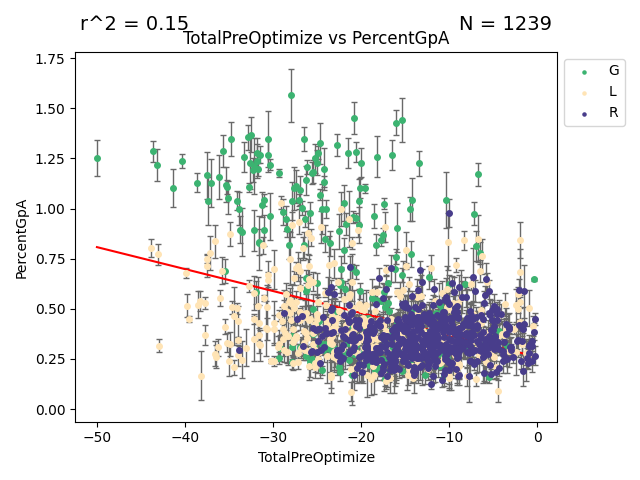 r^2 = 0.15
N = 1239
TotalPreOptimize vs PercentGpA
G
L
R
PercentGpA
1.75
1.50
1.25
1.00
0.75
0.50
0.25
0.00
−50
−40
−30
−20
−10
0
TotalPreOptimize